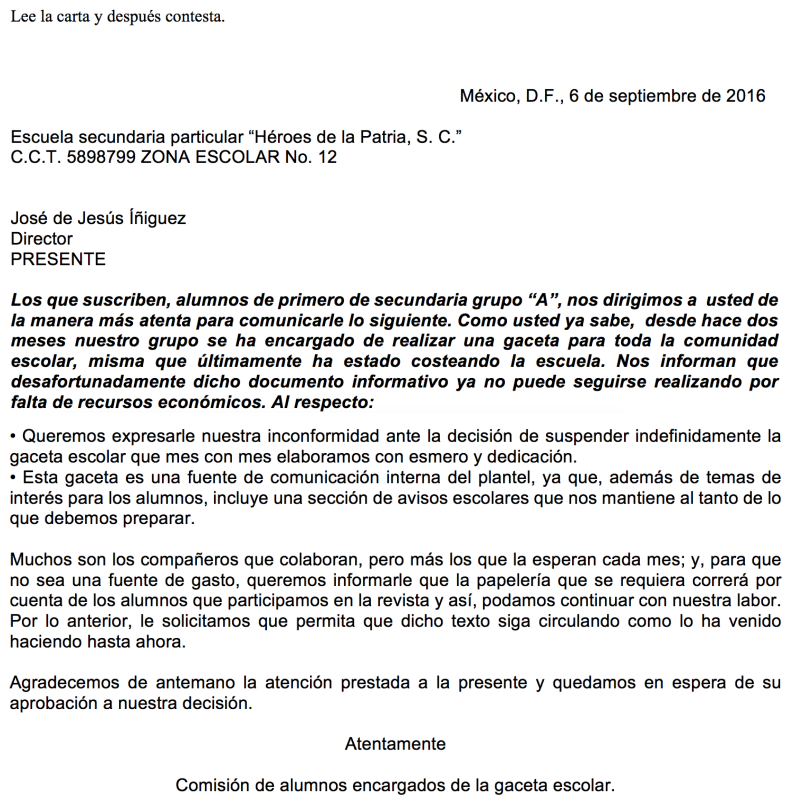 Lee la carta y después contesta.
México, D.F., 6 de septiembre de 2016
Escuela secundaria particular “Héroes de la Patria, S. C.”
C.C.T. 5898799 ZONA ESCOLAR No. 12
José de Jesús Íñiguez
Director
PRESENTE
Los que suscriben, alumnos de primero de secundaria grupo “A”, nos dirigimos a usted de
la manera más atenta para comunicarle lo siguiente. Como usted ya sabe, desde hace dos
meses nuestro grupo se ha encargado de realizar una gaceta para toda la comunidad
escolar, misma que últimamente ha estado costeando la escuela. Nos informan que
desafortunadamente dicho documento informativo ya no puede seguirse realizando por
falta de recursos económicos. Al respecto:
• Queremos expresarle nuestra inconformidad ante la decisión de suspender indefinidamente la
gaceta escolar que mes con mes elaboramos con esmero y dedicación.
• Esta gaceta es una fuente de comunicación interna del plantel, ya que, además de temas de
interés para los alumnos, incluye una sección de avisos escolares que nos mantiene al tanto de lo
que debemos preparar.
Muchos son los compañeros que colaboran, pero más los que la esperan cada mes; y, para que
no sea una fuente de gasto, queremos informarle que la papelería que se requiera correrá por
cuenta de los alumnos que participamos en la revista y así, podamos continuar con nuestra labor.
Por lo anterior, le solicitamos que permita que dicho texto siga circulando como lo ha venido
haciendo hasta ahora.
Agradecemos de antemano la atención prestada a la presente y quedamos en espera de su
aprobación a nuestra decisión.
Atentamente
Comisión de alumnos encargados de la gaceta escolar.